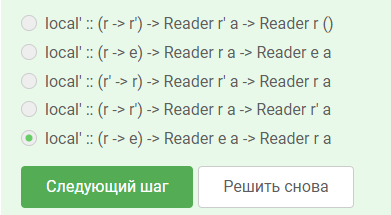 local' :: (r -> r') -> Reader r' a -> Reader r ()
local' :: (r -> e) -> Reader r a -> Reader e a
local' :: (r' -> r) -> Reader r' a -> Reader r a
local' :: (r -> r') -> Reader r a -> Reader r' a
local' :: (r -> e) -> Reader e a -> Reader r a
Следующий шаг Решить снова